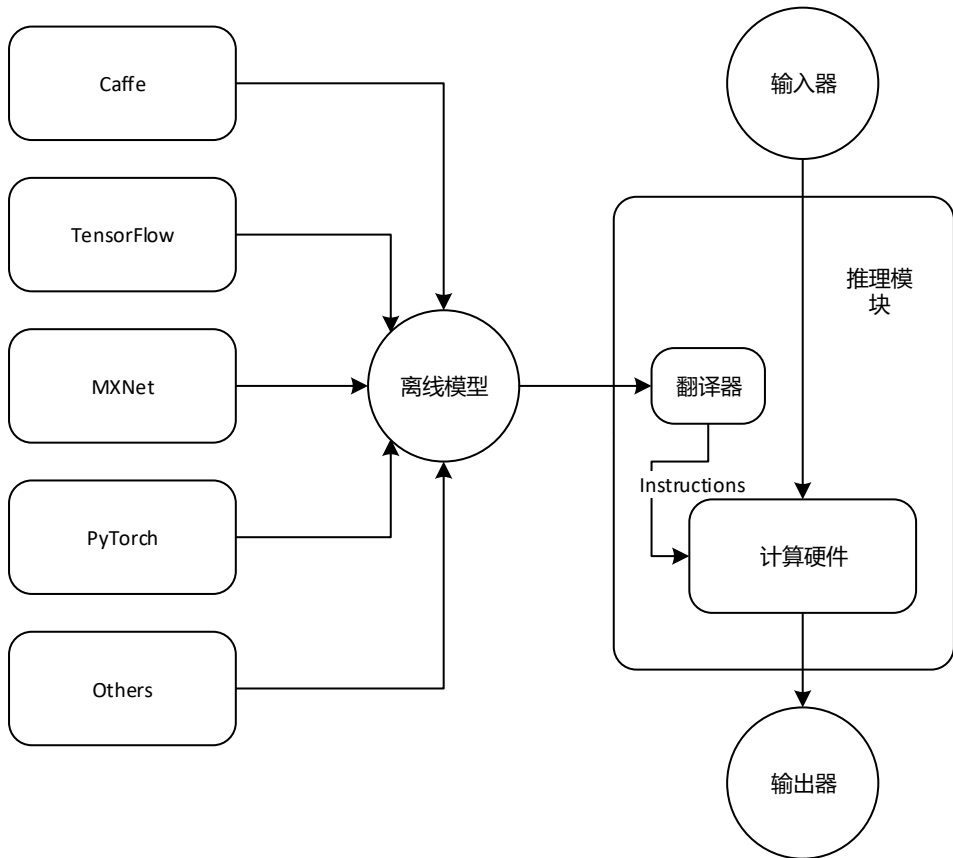 Caffe
输入器
TensorFlow
推理模
块
MXNet
离线模型
翻译器
Instructions
PyTorch
计算硬件
Others
输出器